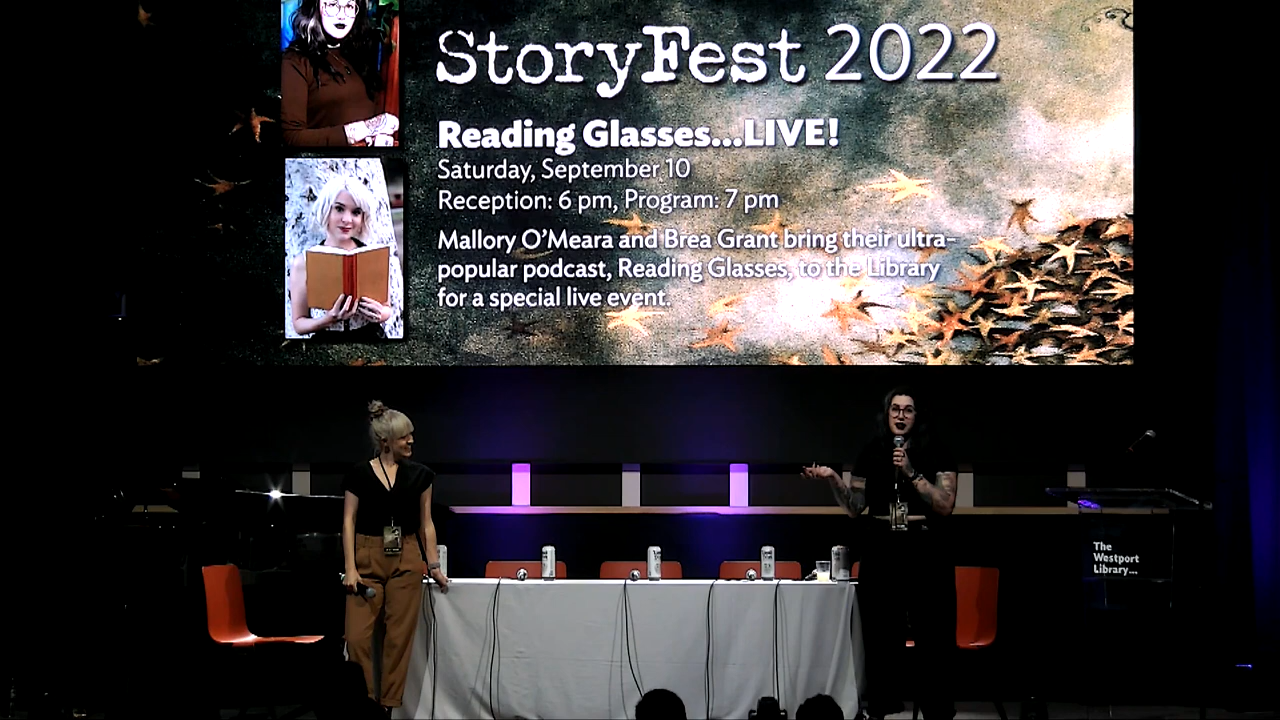 StoryFest 2022
Reading Glasses...LIVE!
Saturday, September 10
Reception: 6 pm, Program: 7 pm
Mallory O'Meara and Brea Grant bring their ultra-
popular podcast, Reading Glasses, to the Library
for a special live event.
The
Westport
Library...